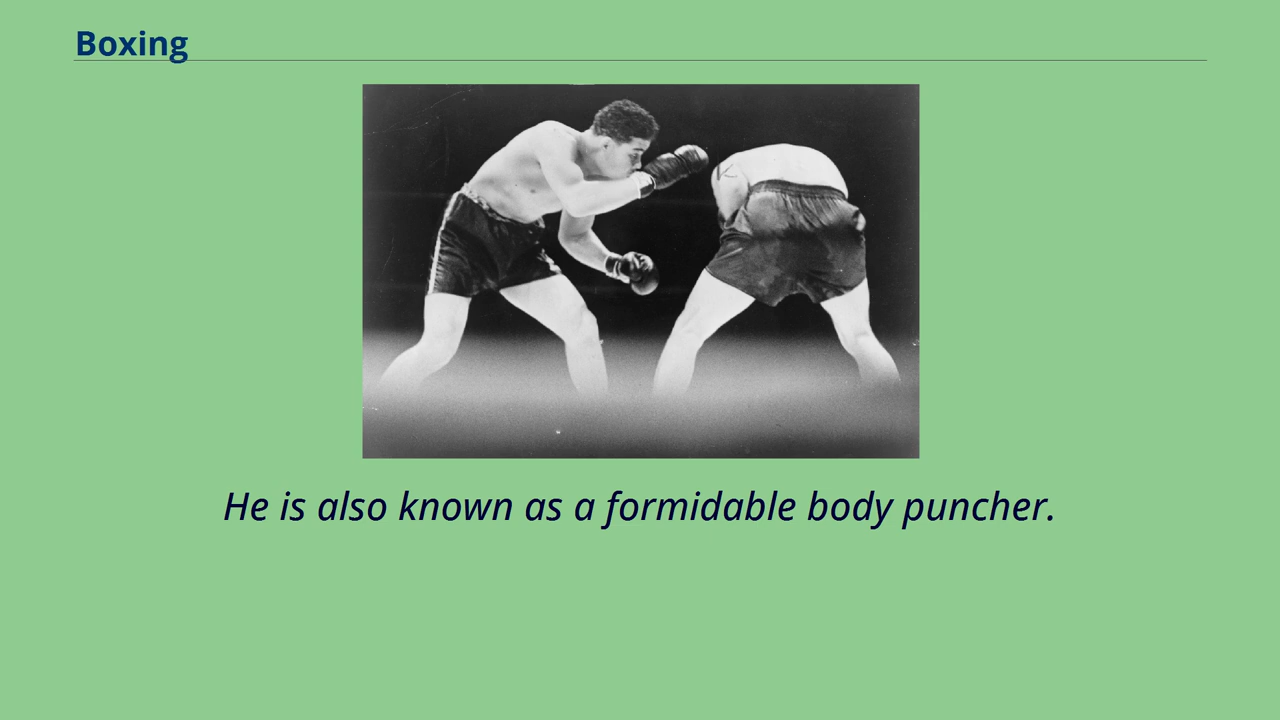 Boxing
He is also known as a formidable body puncher.